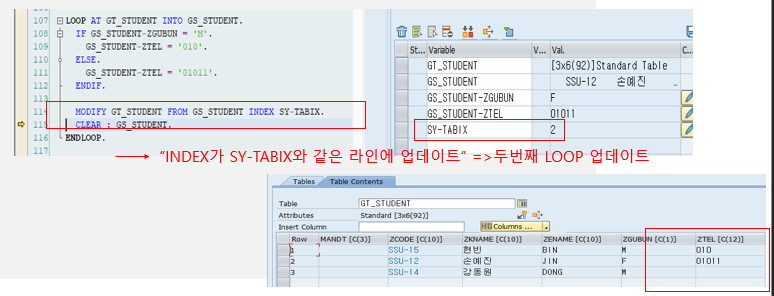 107 LOOP AT GT_STUDENT INTO GS_STUDENT.
108 IF GS_STUDENT-ZGUBUN = 'M'.
109 GS_STUDENT-ZTEL = '010'.
110 ELSE.
111 GS_STUDENT-ZTEL = '01011'.
112 ENDIF.
113
114 MODIFY GT_STUDENT FROM GS_STUDENT INDEX SY-TABIX.
115 CLEAR : GS_STUDENT.
116 ENDLOOP.
117
St... Variable V... Val. C...
GT_STUDENT [3x6(92)]Standard Table
GS_STUDENT SSU-12 손예진
GS_STUDENT-ZGUBUN F
GS_STUDENT-ZTEL 01011
SY-TABIX 2
"INDEX가 SY-TABIX와 같은 라인에 업데이트" =>두번째 LOOP 업데이트
Tables Table Contents
Table GT_STUDENT
Attributes Standard [3x6(92)]
Insert Column Columns ...
Row MANDT [C(3)] ZCODE [C(10)] ZKNAME [C(10)] ZENAME [C(10)] ZGUBUN [C(1)] ZTEL [C(12)]
1 SSU-15 현빈 BIN M 010
2 SSU-12 손예진 JIN F 01011
3 SSU-14 강동원 DONG M